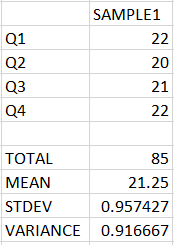 SAMPLE1
Q1 22
Q2 20
Q3 21
Q4 22
TOTAL 85
MEAN 21.25
STDEV 0.957427
VARIANCE 0.916667